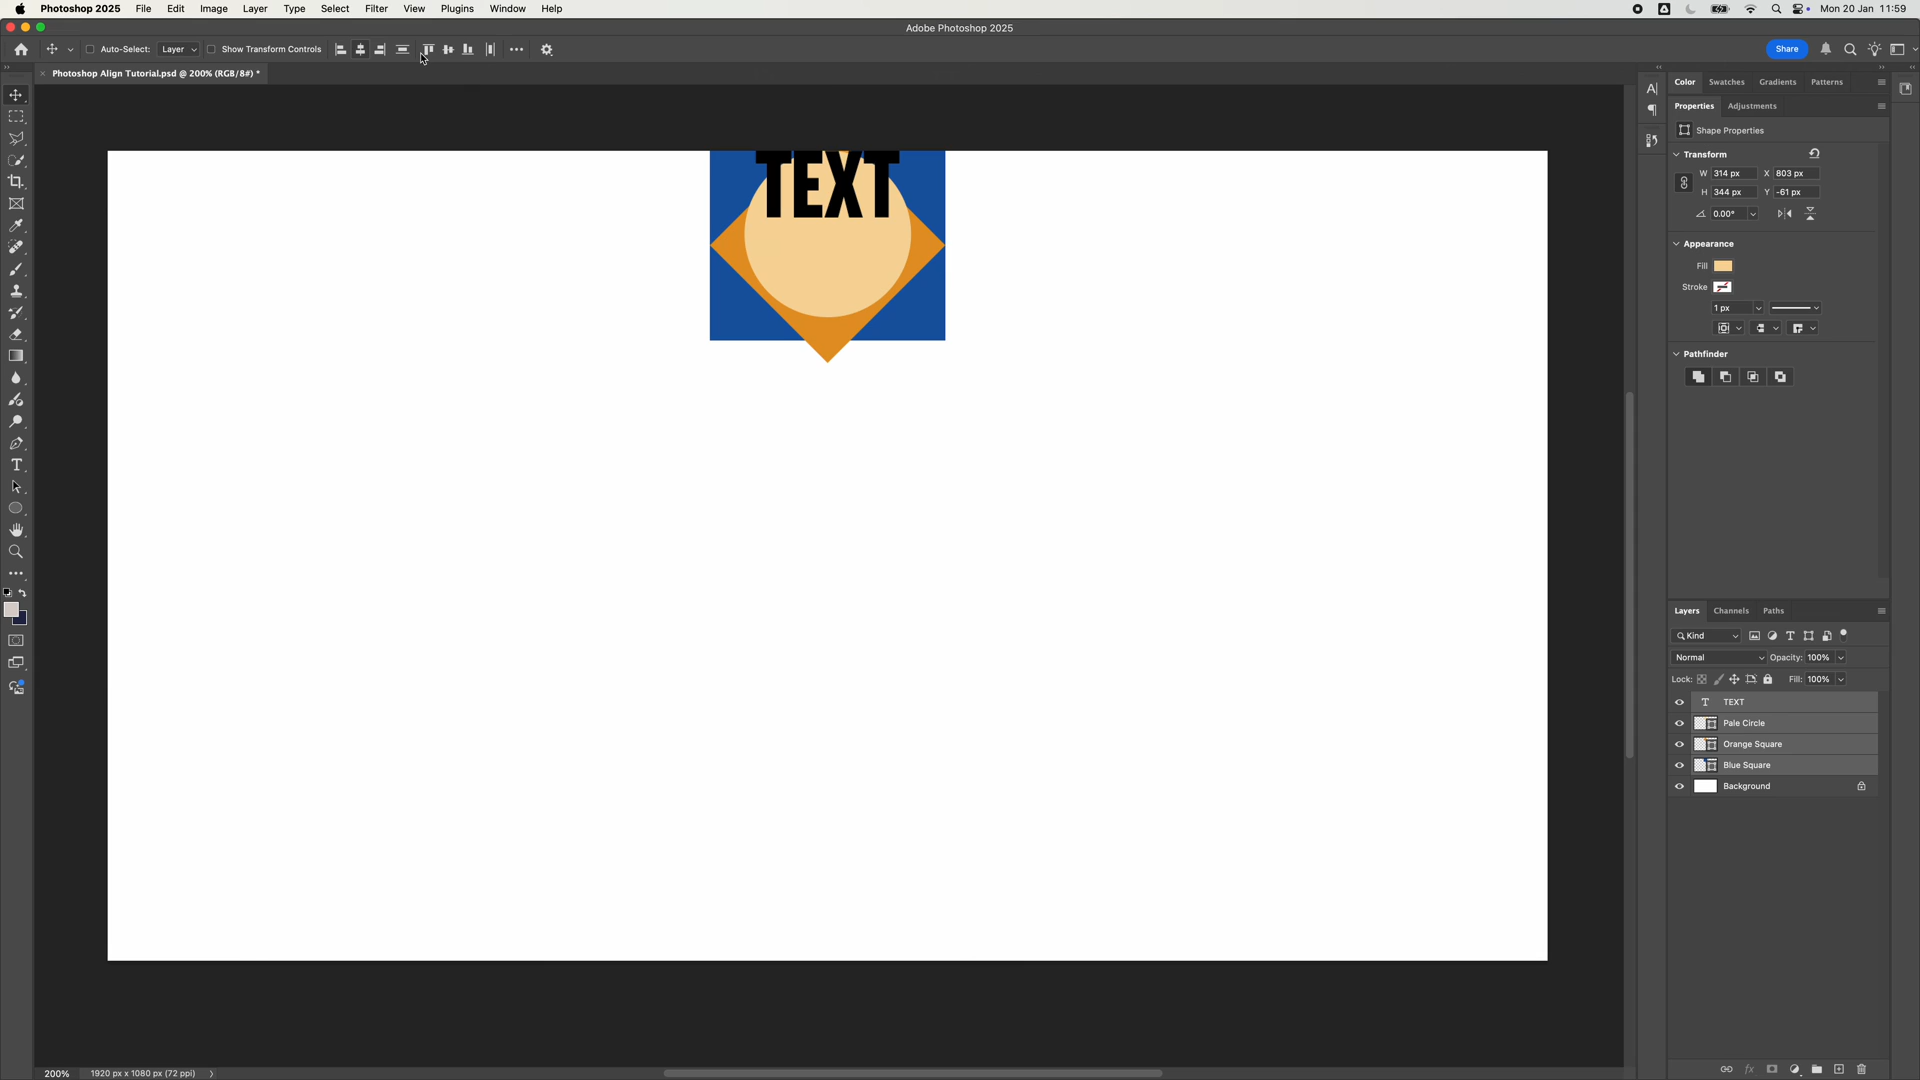 Photoshop 2025 File Edit Image Layer Type Select Filter View Plugins Window Help Mon 20 Jan 11:59
Adobe Photoshop 2025
Auto-Select: Layer Show Transform Controls Share
Photoshop Align Tutorial.psd @ 200% (RGB/8#) *
Color Swatches Gradients Patterns
Properties Adjustments
Shape Properties
Transform
W 314 px X 803 px
H 344 px Y -61 px
0.00°
Appearance
Fill
Stroke
1 px
Pathfinder
TEXT
Layers Channels Paths
Kind
Normal Opacity: 100%
Lock: Fill: 100%
T TEXT
Pale Circle
Orange Square
Blue Square
Background
200% 1920 px x 1080 px (72 ppi)